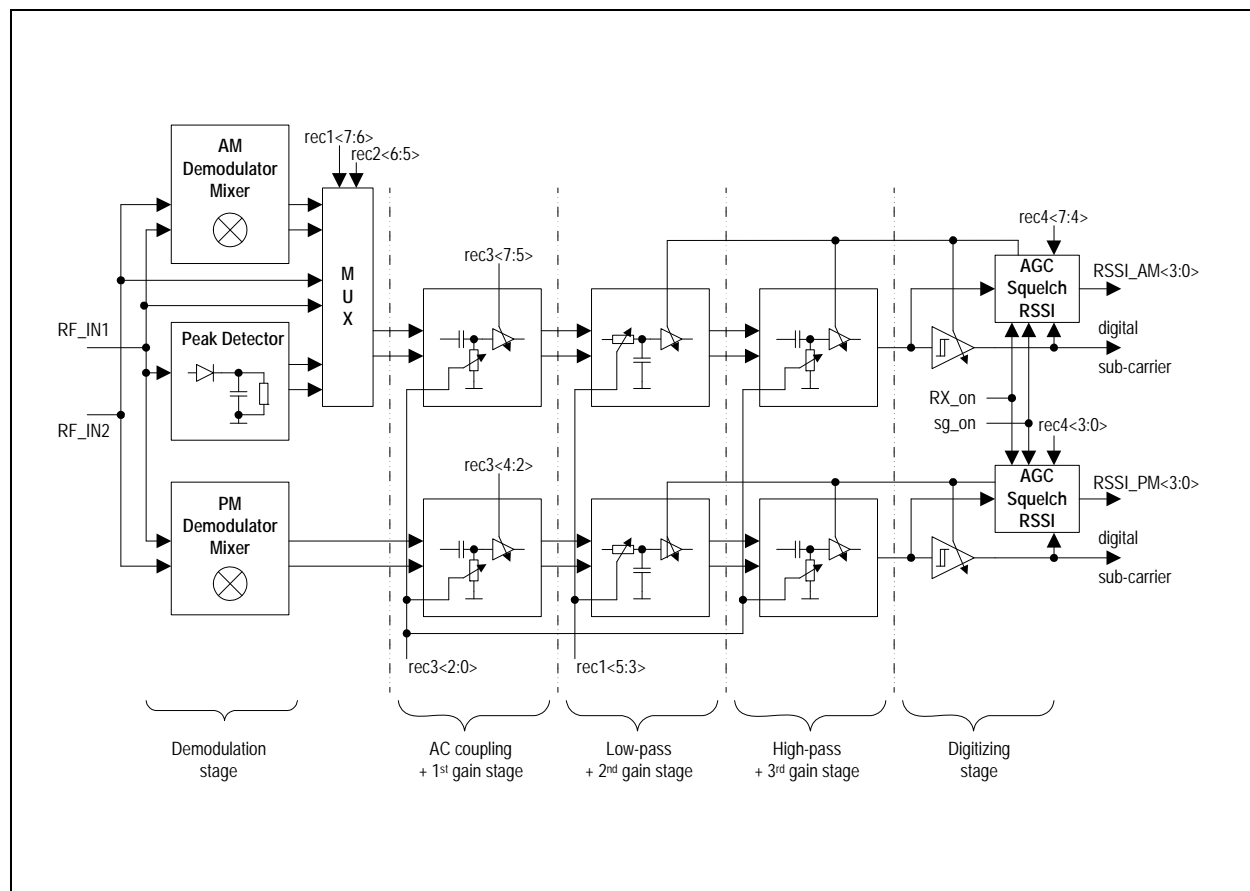 AM
Demodulator
Mixer
rec1<7:6>
rec2<6:5>
M
U
X
RF_IN1
RF_IN2
Peak Detector
PM
Demodulator
Mixer
rec3<7:5>
rec3<4:2>
rec3<2:0>
rec1<5:3>
rec4<7:4>
AGC
Squelch
RSSI
RSSI_AM<3:0>
digital
sub-carrier
RX_on
sg_on
rec4<3:0>
AGC
Squelch
RSSI
RSSI_PM<3:0>
digital
sub-carrier
Demodulation
stage
AC coupling
+ 1st gain stage
Low-pass
+ 2nd gain stage
High-pass
+ 3rd gain stage
Digitizing
stage